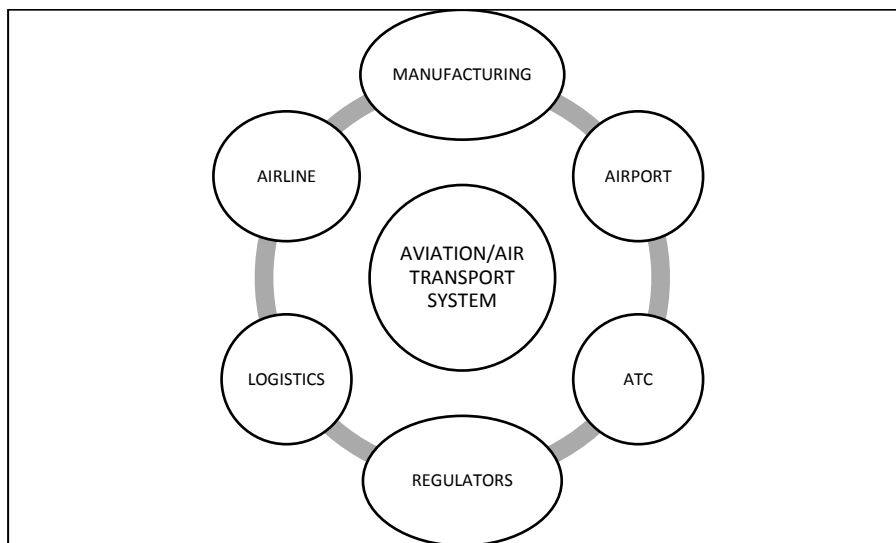 MANUFACTURING
AIRLINE
AIRPORT
AVIATION/AIR
TRANSPORT
SYSTEM
LOGISTICS
ATC
REGULATORS